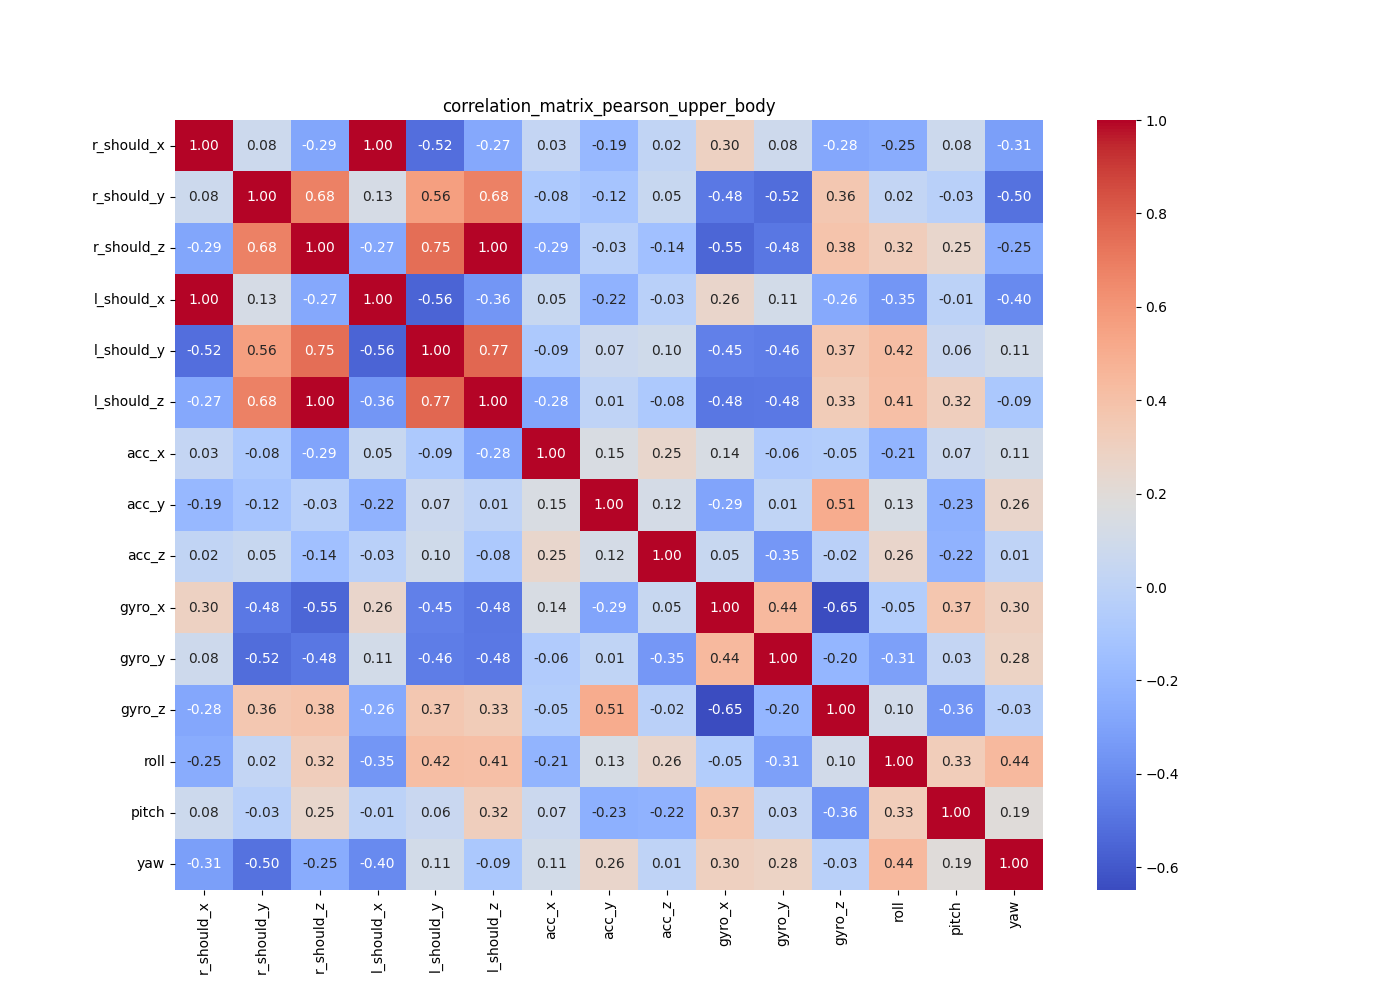 correlation_matrix_pearson_upper_body
r_should_x 1.00 0.08 -0.29 1.00 -0.52 -0.27 0.03 -0.19 0.02 0.30 0.08 -0.28 -0.25 0.08 -0.31
r_should_y 0.08 1.00 0.68 0.13 0.56 0.68 -0.08 -0.12 0.05 -0.48 -0.52 0.36 0.02 -0.03 -0.50
r_should_z -0.29 0.68 1.00 -0.27 0.75 1.00 -0.29 -0.03 -0.14 -0.55 -0.48 0.38 0.32 0.25 -0.25
l_should_x 1.00 0.13 -0.27 1.00 -0.56 -0.36 0.05 -0.22 -0.03 0.26 0.11 -0.26 -0.35 -0.01 -0.40
l_should_y -0.52 0.56 0.75 -0.56 1.00 0.77 -0.09 0.07 0.10 -0.45 -0.46 0.37 0.42 0.06 0.11
l_should_z -0.27 0.68 1.00 -0.36 0.77 1.00 -0.28 0.01 -0.08 -0.48 -0.48 0.33 0.41 0.32 -0.09
acc_x 0.03 -0.08 -0.29 0.05 -0.09 -0.28 1.00 0.15 0.25 0.14 -0.06 -0.05 -0.21 0.07 0.11
acc_y -0.19 -0.12 -0.03 -0.22 0.07 0.01 0.15 1.00 0.12 -0.29 0.01 0.51 0.13 -0.23 0.26
acc_z 0.02 0.05 -0.14 -0.03 0.10 -0.08 0.25 0.12 1.00 0.05 -0.35 -0.02 0.26 -0.22 0.01
gyro_x 0.30 -0.48 -0.55 0.26 -0.45 -0.48 0.14 -0.29 0.05 1.00 0.44 -0.65 -0.05 0.37 0.30
gyro_y 0.08 -0.52 -0.48 0.11 -0.46 -0.48 -0.06 0.01 -0.35 0.44 1.00 -0.20 -0.31 0.03 0.28
gyro_z -0.28 0.36 0.38 -0.26 0.37 0.33 -0.05 0.51 -0.02 -0.65 -0.20 1.00 0.10 -0.36 -0.03
roll -0.25 0.02 0.32 -0.35 0.42 0.41 -0.21 0.13 0.26 -0.05 -0.31 0.10 1.00 0.33 0.44
pitch 0.08 -0.03 0.25 -0.01 0.06 0.32 0.07 -0.23 -0.22 0.37 0.03 -0.36 0.33 1.00 0.19
yaw -0.31 -0.50 -0.25 -0.40 0.11 -0.09 0.11 0.26 0.01 0.30 0.28 -0.03 0.44 0.19 1.00
r_should_x r_should_y r_should_z l_should_x l_should_y l_should_z acc_x acc_y acc_z gyro_x gyro_y gyro_z roll pitch yaw
1.0
0.8
0.6
0.4
0.2
0.0
−0.2
−0.4
−0.6